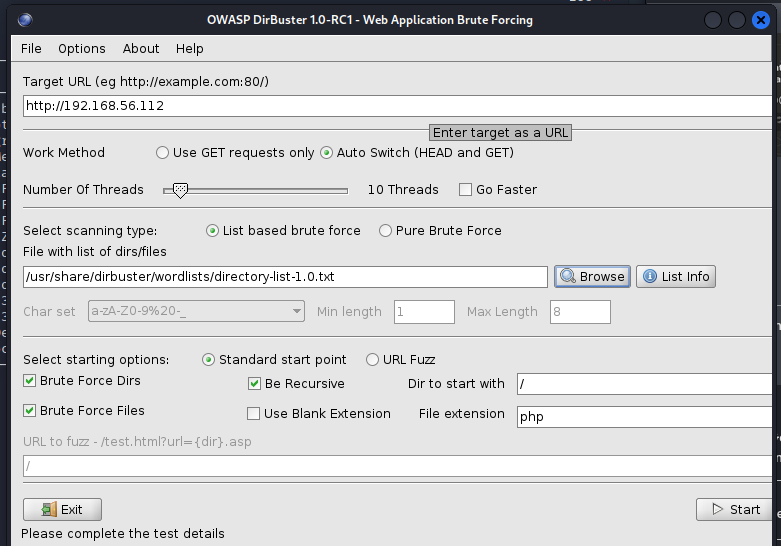 OWASP DirBuster 1.0-RC1 - Web Application Brute Forcing
File Options About Help
Target URL (eg http://example.com:80/)
http://192.168.56.112
Enter target as a URL
Work Method Use GET requests only Auto Switch (HEAD and GET)
Number Of Threads 10 Threads Go Faster
Select scanning type: List based brute force Pure Brute Force
File with list of dirs/files
/usr/share/dirbuster/wordlists/directory-list-1.0.txt Browse List Info
Char set a-zA-Z0-9%20-_ Min length 1 Max Length 8
Select starting options: Standard start point URL Fuzz
Brute Force Dirs Be Recursive Dir to start with /
Brute Force Files Use Blank Extension File extension php
URL to fuzz - /test.html?url={dir}.asp
/
Exit Start
Please complete the test details